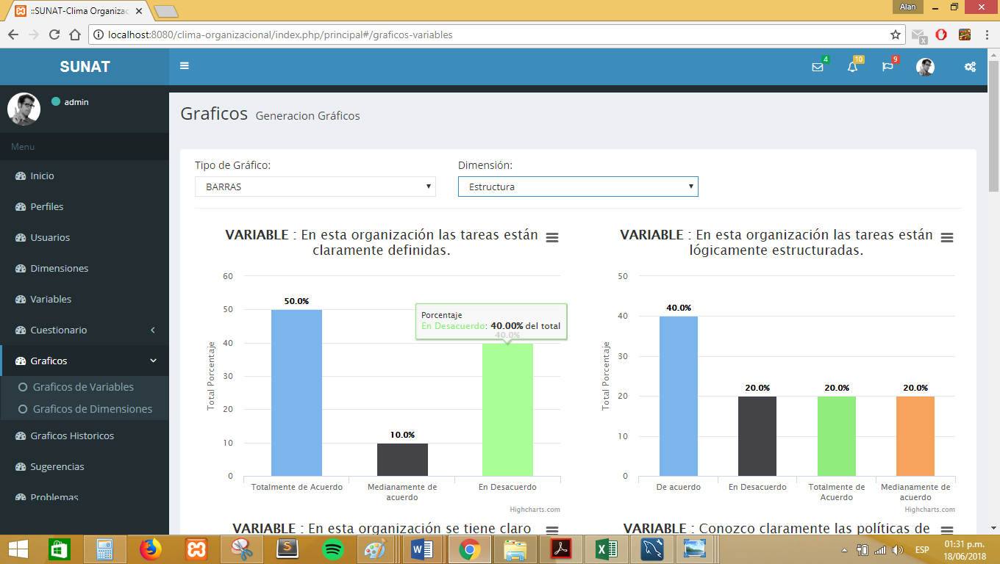 ::SUNAT-Clima Organizac
Alan
localhost:8080/clima-organizacional/index.php/principal#/graficos-variables
SUNAT
4
10
9
admin
Menu
Inicio
Perfiles
Usuarios
Dimensiones
Variables
Cuestionario
Graficos
Graficos de Variables
Graficos de Dimensiones
Graficos Historicos
Sugerencias
Problemas
Graficos Generacion Gráficos
Tipo de Gráfico:
BARRAS
Dimensión:
Estructura
VARIABLE : En esta organización las tareas están
claramente definidas.
Total Porcentaje
60
50
40
30
20
10
0
50.0%
10.0%
40.0%
Porcentaje
En Desacuerdo: 40.00% del total
Totalmente de Acuerdo
Medianamente de
acuerdo
En Desacuerdo
Highcharts.com
VARIABLE : En esta organización las tareas están
lógicamente estructuradas.
Total Porcentaje
50
40
30
20
10
0
40.0%
20.0%
20.0%
20.0%
De acuerdo
En Desacuerdo
Totalmente de
Acuerdo
Medianamente de
acuerdo
Highcharts.com
VARIABLE : En esta organización se tiene claro
VARIABLE : Conozco claramente las políticas de
ESP
01:31 p.m.
18/06/2018